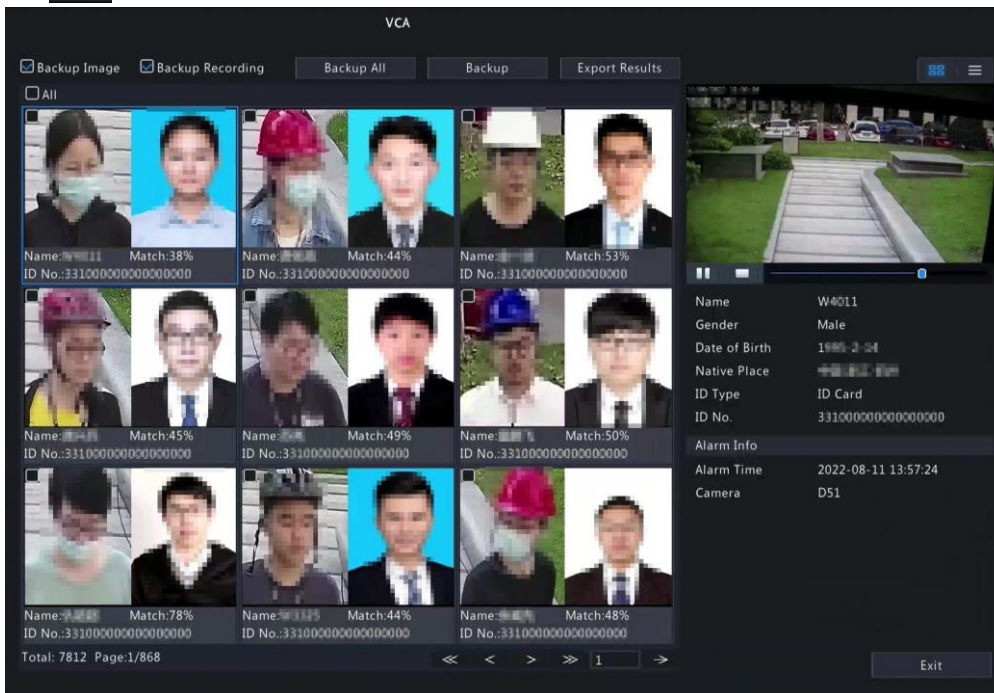 VCA
Backup Image Backup Recording Backup All Backup Export Results
All
Name: Match:38%
ID No.:331000000000000000
Name: Match:44%
ID No.:331000000000000000
Name: Match:53%
ID No.:331000000000000000
Name: Match:45%
ID No.:331000000000000000
Name: Match:49%
ID No.:331000000000000000
Name: Match:50%
ID No.:331000000000000000
Name: Match:78%
ID No.:331000000000000000
Name: Match:44%
ID No.:331000000000000000
Name: Match:48%
ID No.:331000000000000000
Total: 7812 Page:1/868
1
Name W4011
Gender Male
Date of Birth
Native Place
ID Type ID Card
ID No. 331000000000000000
Alarm Info
Alarm Time 2022-08-11 13:57:24
Camera D51
Exit